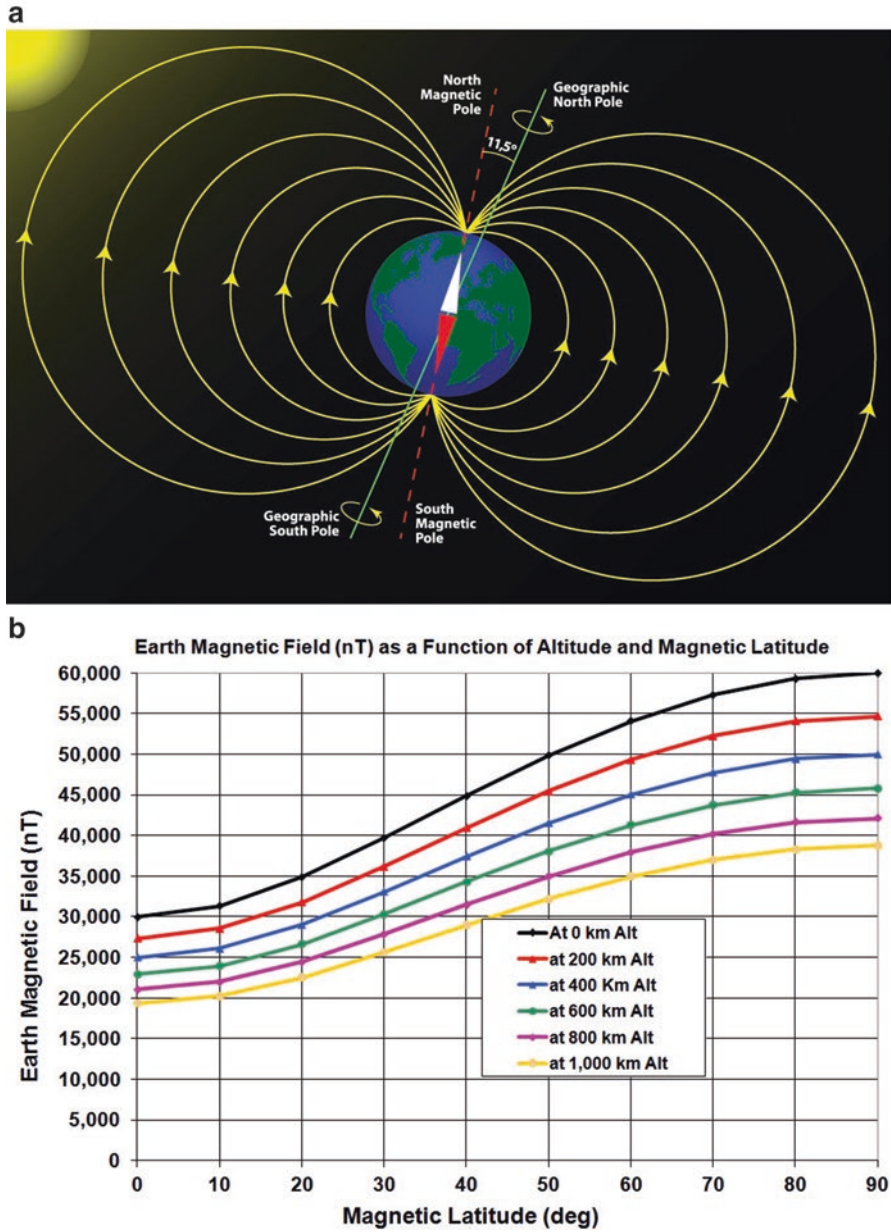 a
North
Magnetic
Pole
Geographic
North Pole
11,5°
Geographic
South Pole
South
Magnetic
Pole
b
Earth Magnetic Field (nT) as a Function of Altitude and Magnetic Latitude
Earth Magnetic Field (nT)
60,000
55,000
50,000
45,000
40,000
35,000
30,000
25,000
20,000
15,000
10,000
5,000
0
At 0 km Alt
at 200 km Alt
at 400 Km Alt
at 600 km Alt
at 800 km Alt
at 1,000 km Alt
0 10 20 30 40 50 60 70 80 90
Magnetic Latitude (deg)